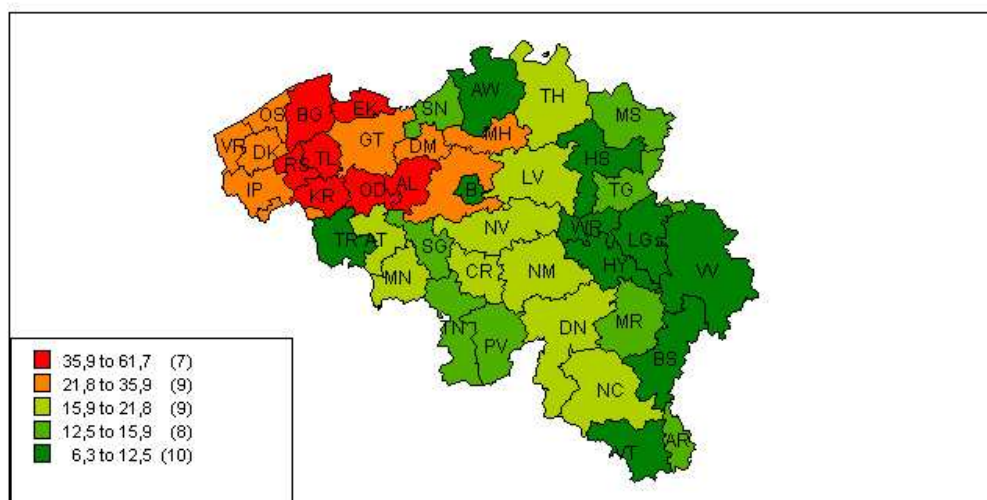 AW
TH
SN
MS
OS
BG
EK
VR
DK
GT
DM
MH
HS
RS
TL
IP
KR
OD
AL
B
LV
TG
TR
AT
NV
WR
LG
SG
HY
VV
MN
CR
NM
TN
PV
DN
MR
BS
NC
VT
AR
35,9 to 61,7 (7)
21,8 to 35,9 (9)
15,9 to 21,8 (9)
12,5 to 15,9 (8)
6,3 to 12,5 (10)